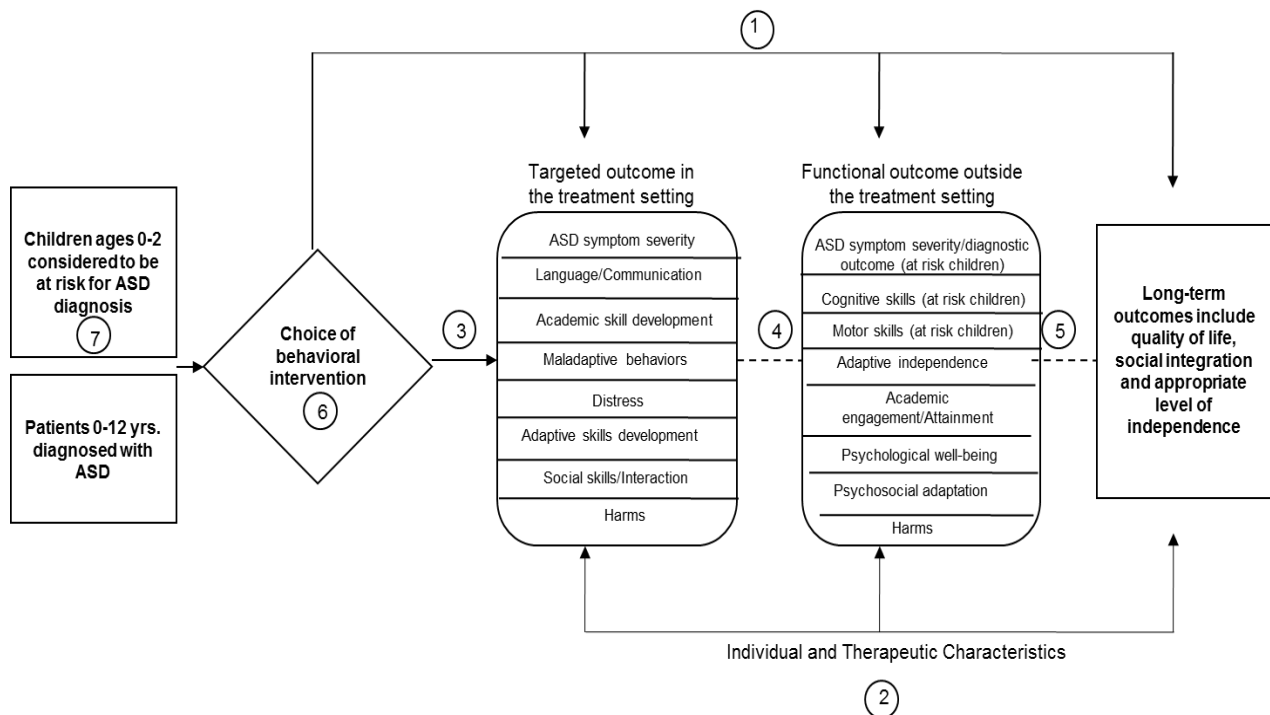 1
Targeted outcome in
the treatment setting
Functional outcome outside
the treatment setting
Children ages 0-2
considered to be
at risk for ASD
diagnosis
7
Patients 0-12 yrs.
diagnosed with
ASD
Choice of
behavioral
intervention
6
3
ASD symptom severity
Language/Communication
Academic skill development
Maladaptive behaviors
Distress
Adaptive skills development
Social skills/Interaction
Harms
4
ASD symptom severity/diagnostic
outcome (at risk children)
Cognitive skills (at risk children)
Motor skills (at risk children)
Adaptive independence
Academic
engagement/Attainment
Psychological well-being
Psychosocial adaptation
Harms
5
Long-term
outcomes include
quality of life,
social integration
and appropriate
level of
independence
Individual and Therapeutic Characteristics
2